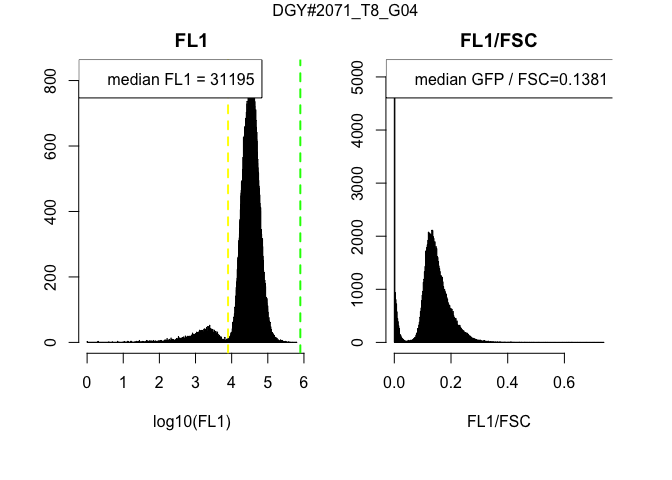 DGY#2071_T8_G04
FL1
median FL1 = 31195
0
200
400
600
800
0 1 2 3 4 5 6
log10(FL1)
FL1/FSC
median GFP / FSC=0.1381
0
1000
2000
3000
4000
5000
0.0 0.2 0.4 0.6
FL1/FSC